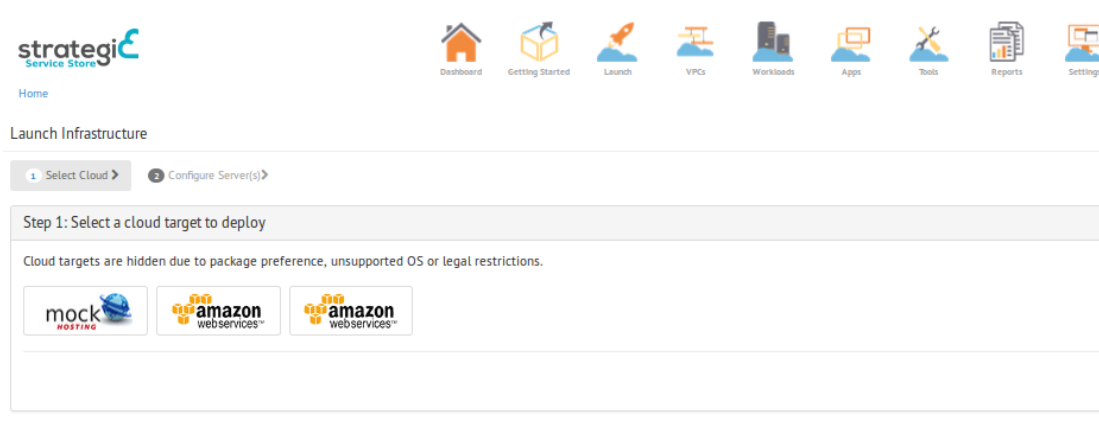 strategiC
Service Store
Dashboard
Getting Started
Launch
VPCs
Workloads
Apps
Tools
Reports
Settings
Home
Launch Infrastructure
1 Select Cloud
2 Configure Server(s)
Step 1: Select a cloud target to deploy
Cloud targets are hidden due to package preference, unsupported OS or legal restrictions.
mock
HOSTING
amazon
webservices™
amazon
webservices™